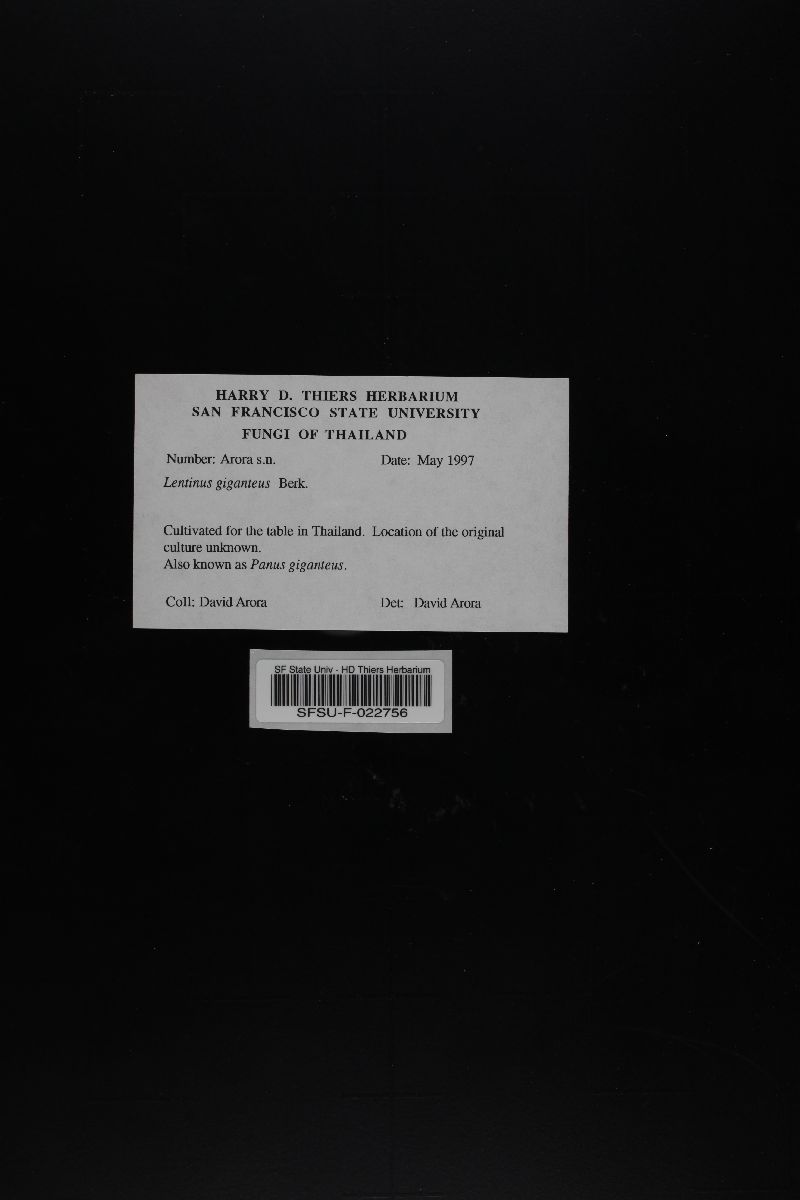 HARRY D. THIERS HERBARIUM
SAN FRANCISCO STATE UNIVERSITY
FUNGI OF THAILAND
Number: Arora s.n. Date: May 1997
Lentinus giganteus Berk.
Cultivated for the table in Thailand. Location of the original
culture unknown.
Also known as Panus giganteus.
Coll: David Arora Det: David Arora
SF State Univ - HD Thiers Herbarium
SFSU-F-022756